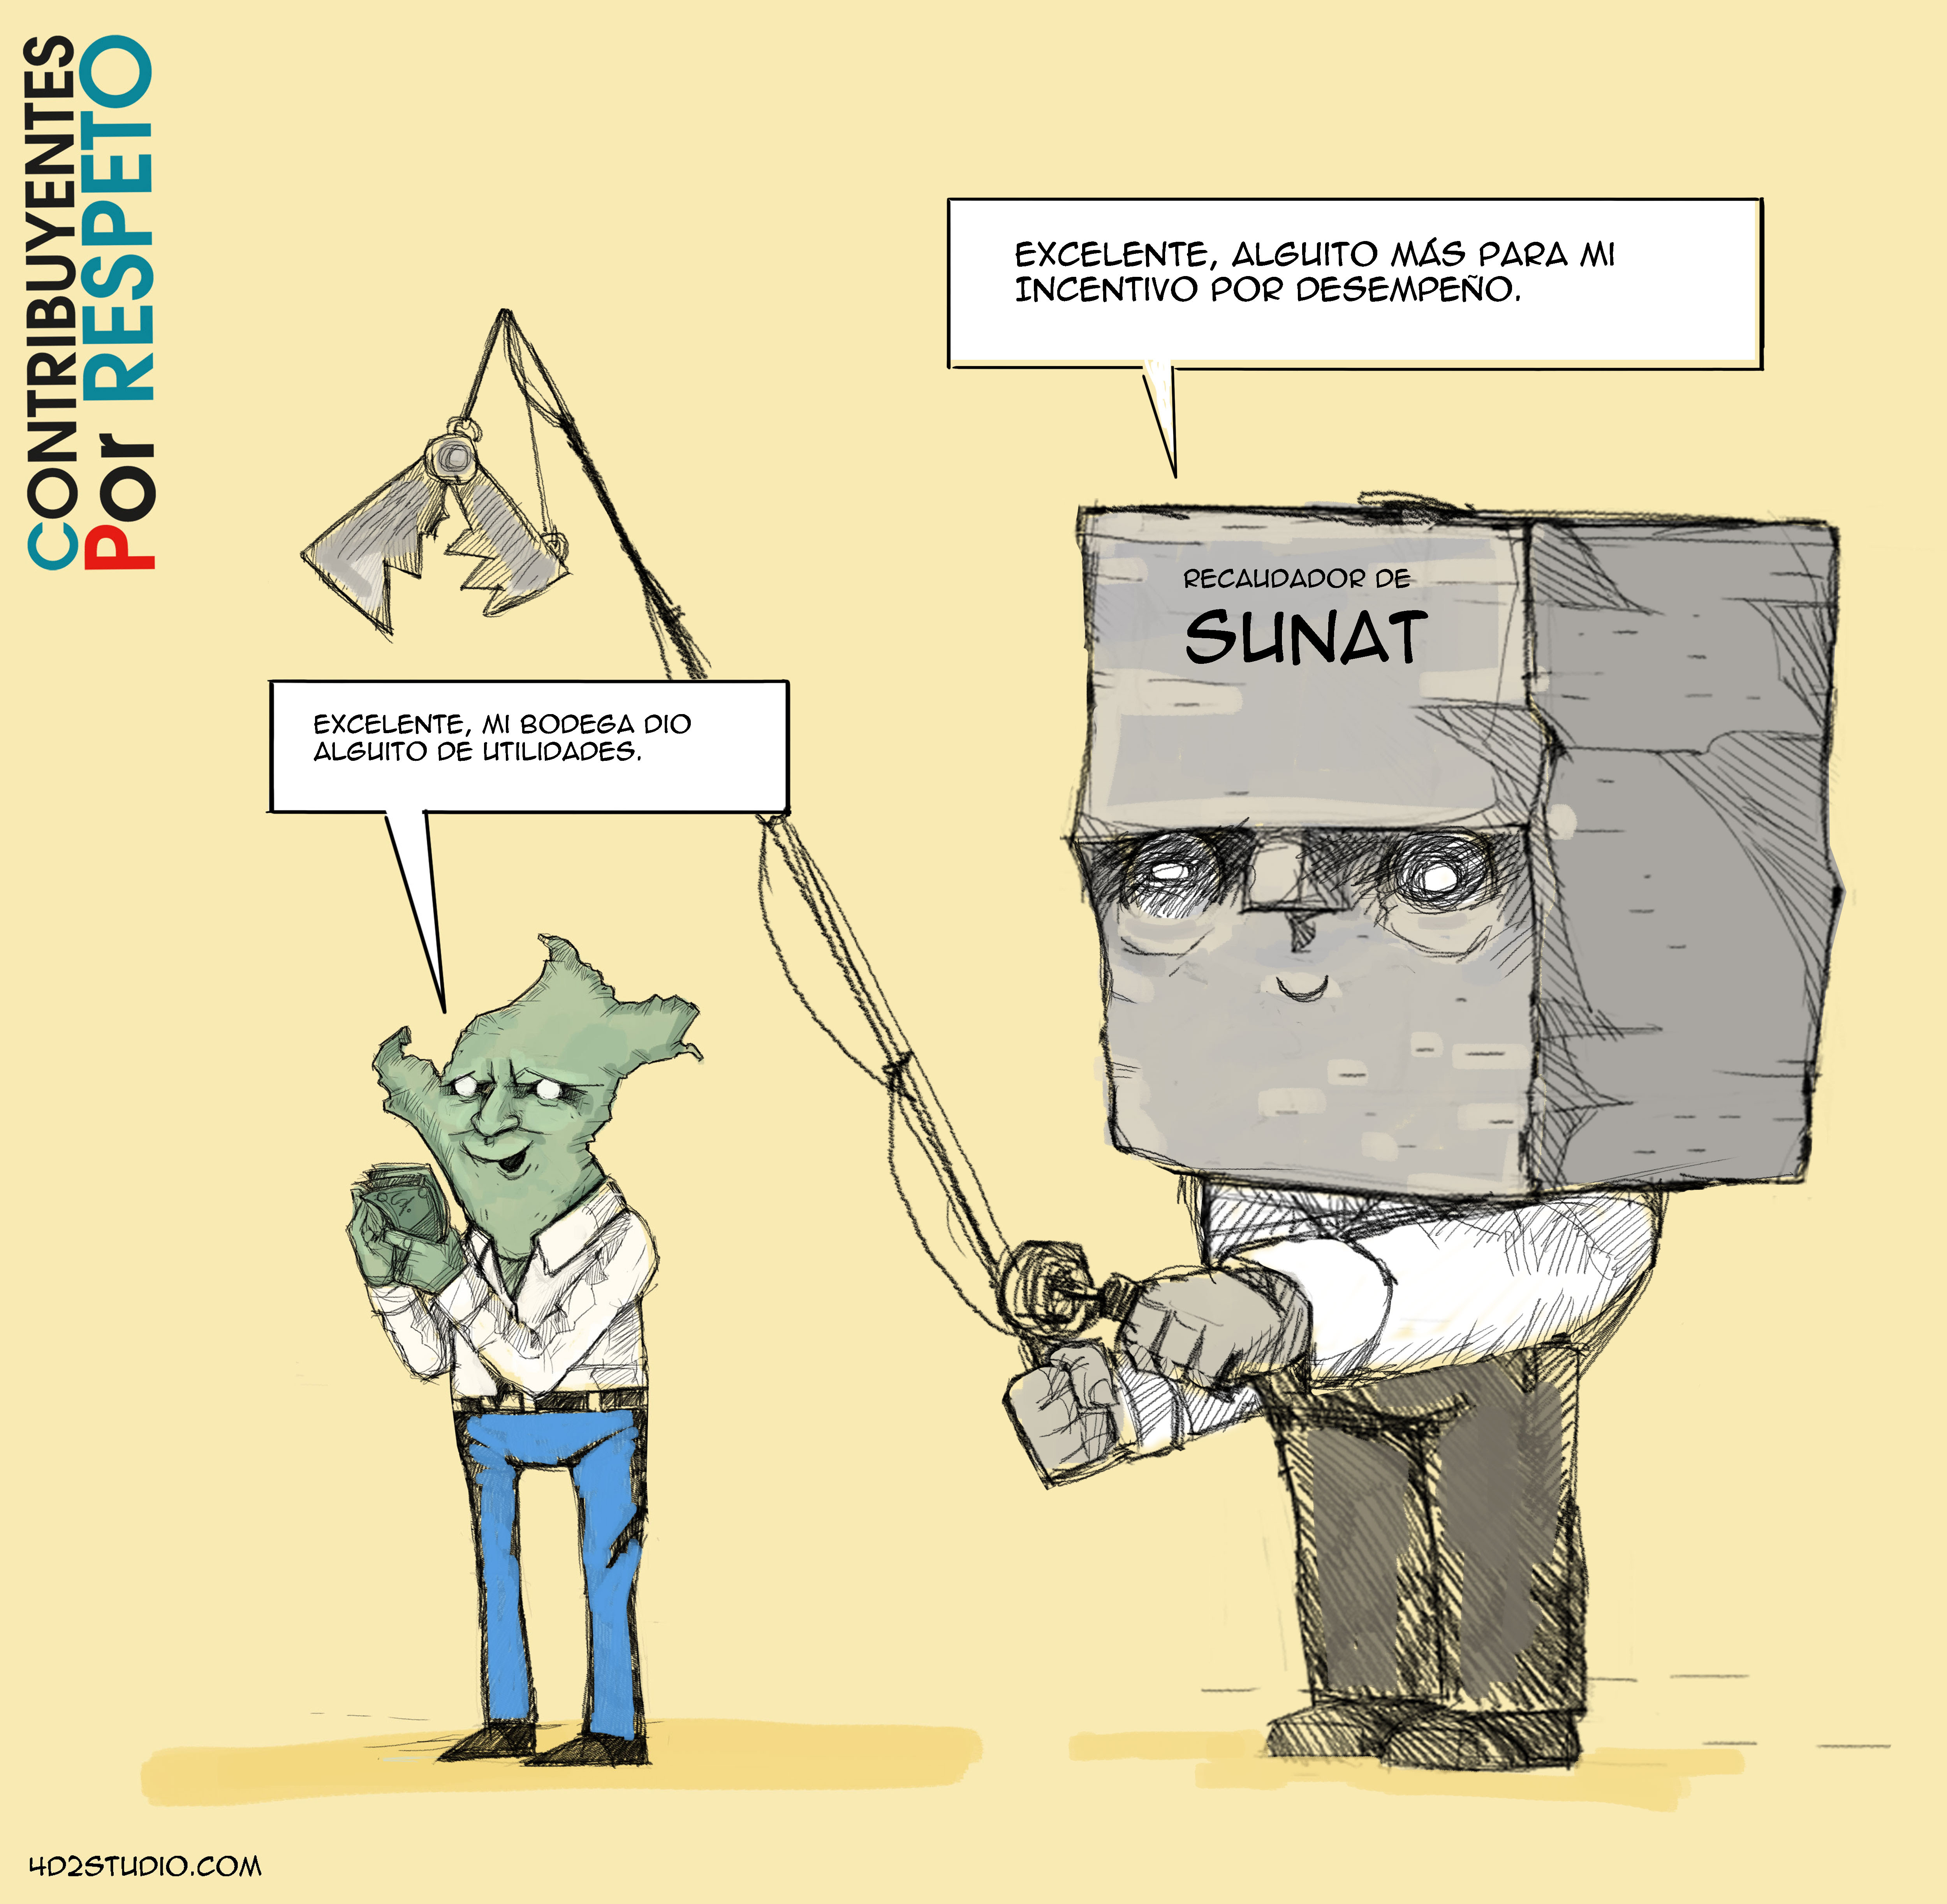 CONTRIBUYENTES
Por RESPETO
EXCELENTE, ALGUITO MÁS PARA MI
INCENTIVO POR DESEMPEÑO.
RECAUDADOR DE
SUNAT
EXCELENTE, MI BODEGA DIO
ALGUITO DE UTILIDADES.
4D2STUDIO.COM